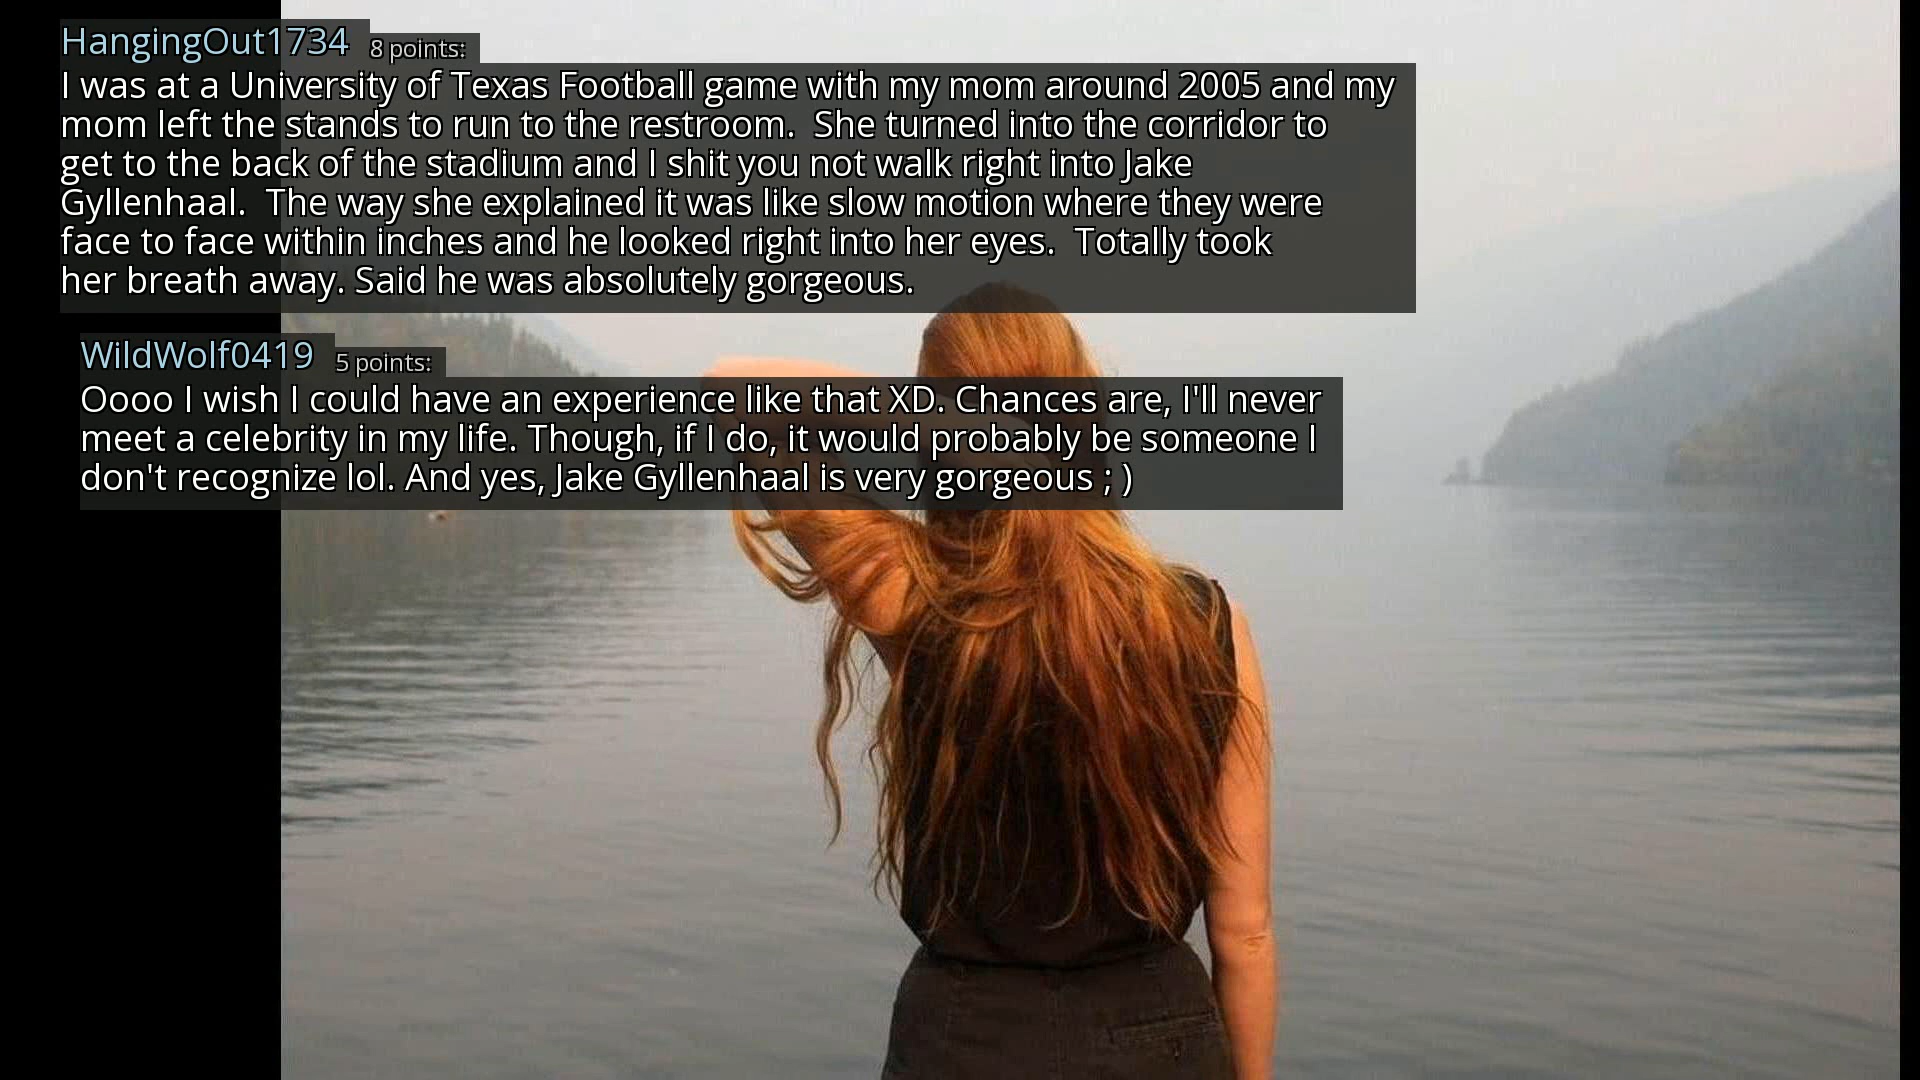 HangingOut1734 8 points:
I was at a University of Texas Football game with my mom around 2005 and my
mom left the stands to run to the restroom.  She turned into the corridor to
get to the back of the stadium and I shit you not walk right into Jake
Gyllenhaal.  The way she explained it was like slow motion where they were
face to face within inches and he looked right into her eyes.  Totally took
her breath away. Said he was absolutely gorgeous.
WildWolf0419 5 points:
Oooo I wish I could have an experience like that XD. Chances are, I'll never
meet a celebrity in my life. Though, if I do, it would probably be someone I
don't recognize lol. And yes, Jake Gyllenhaal is very gorgeous ; )